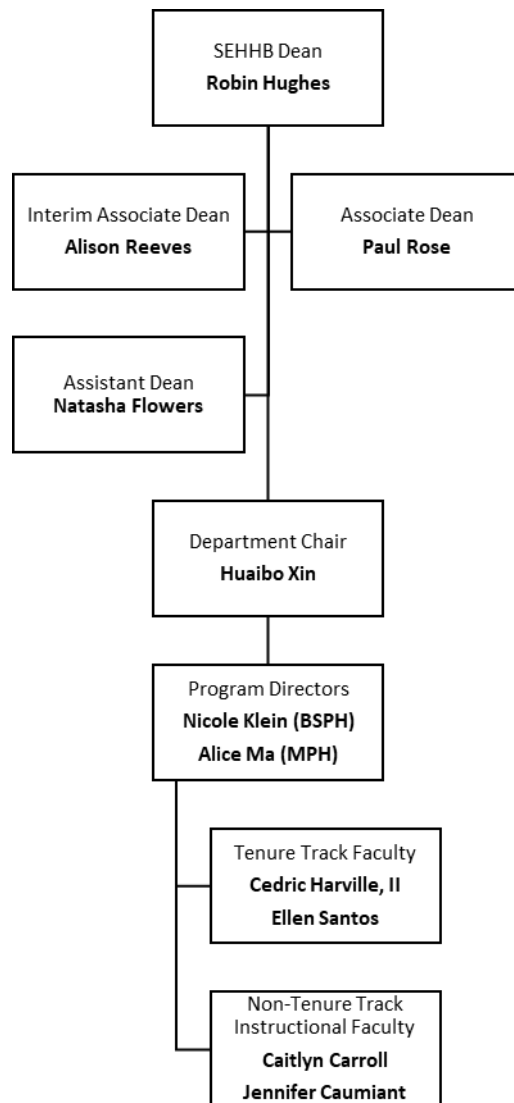 SEHHB Dean
Robin Hughes
Interim Associate Dean
Alison Reeves
Associate Dean
Paul Rose
Assistant Dean
Natasha Flowers
Department Chair
Huaibo Xin
Program Directors
Nicole Klein (BSPH)
Alice Ma (MPH)
Tenure Track Faculty
Cedric Harville, II
Ellen Santos
Non-Tenure Track
Instructional Faculty
Caitlyn Carroll
Jennifer Caumiant